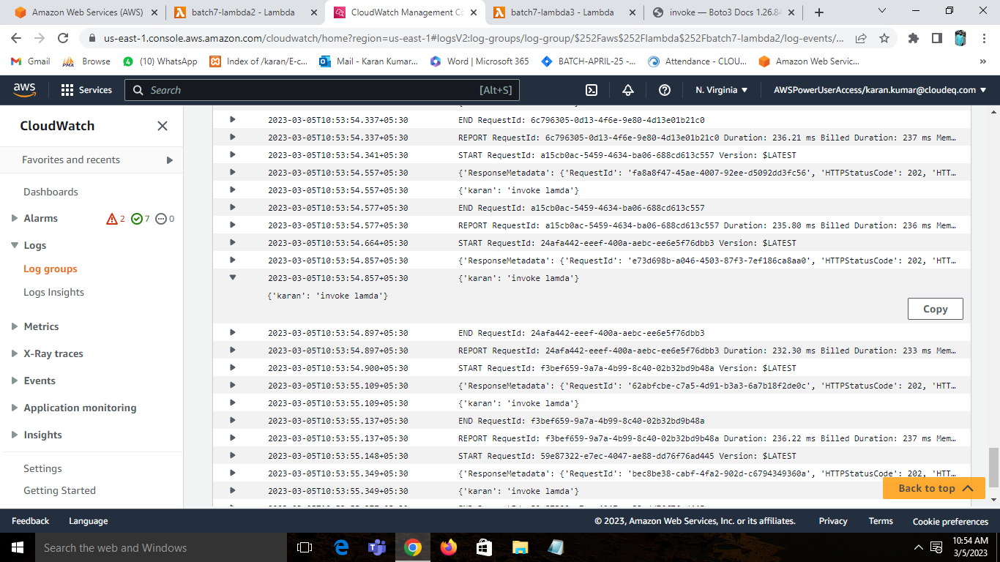 Amazon Web Services (AWS)
batch7-lambda2 - Lambda
CloudWatch Management Co
batch7-lambda3 - Lambda
invoke — Boto3 Docs 1.26.84
us-east-1.console.aws.amazon.com/cloudwatch/home?region=us-east-1#logsV2:log-groups/log-group/$252Faws$252Flambda$252Fbatch7-lambda2/log-events/...
Gmail
Browse
(10) WhatsApp
Index of /karan/E-c...
Mail - Karan Kumar...
Word | Microsoft 365
BATCH-APRIL-25 -...
Attendance - CLOU...
Amazon Web Servic...
»
aws
Services
Search
[Alt+S]
N. Virginia
AWSPowerUserAccess/karan.kumar@cloudeq.com
CloudWatch
Favorites and recents
Dashboards
Alarms
2
7
0
Logs
Log groups
Logs Insights
Metrics
X-Ray traces
Events
Application monitoring
Insights
Settings
Getting Started
2023-03-05T10:53:54.337+05:30 END RequestId: 6c796305-0d13-4f6e-9e80-4d13e01b21c0
2023-03-05T10:53:54.337+05:30 REPORT RequestId: 6c796305-0d13-4f6e-9e80-4d13e01b21c0 Duration: 236.21 ms Billed Duration: 237 ms Mem...
2023-03-05T10:53:54.341+05:30 START RequestId: a15cb0ac-5459-4634-ba06-688cd613c557 Version: $LATEST
2023-03-05T10:53:54.557+05:30 {'ResponseMetadata': {'RequestId': 'fa8a8f47-45ae-4007-92ee-d5092dd3fc56', 'HTTPStatusCode': 202, 'HTT...
2023-03-05T10:53:54.557+05:30 {'karan': 'invoke lamda'}
2023-03-05T10:53:54.577+05:30 END RequestId: a15cb0ac-5459-4634-ba06-688cd613c557
2023-03-05T10:53:54.577+05:30 REPORT RequestId: a15cb0ac-5459-4634-ba06-688cd613c557 Duration: 235.80 ms Billed Duration: 236 ms Mem...
2023-03-05T10:53:54.664+05:30 START RequestId: 24afa442-eeef-400a-aebc-ee6e5f76dbb3 Version: $LATEST
2023-03-05T10:53:54.857+05:30 {'ResponseMetadata': {'RequestId': 'e73d698b-a046-4503-87f3-7ef186ca8aa0', 'HTTPStatusCode': 202, 'HTT...
2023-03-05T10:53:54.857+05:30 {'karan': 'invoke lamda'}
{'karan': 'invoke lamda'}
Copy
2023-03-05T10:53:54.897+05:30 END RequestId: 24afa442-eeef-400a-aebc-ee6e5f76dbb3
2023-03-05T10:53:54.897+05:30 REPORT RequestId: 24afa442-eeef-400a-aebc-ee6e5f76dbb3 Duration: 232.30 ms Billed Duration: 233 ms Mem...
2023-03-05T10:53:54.900+05:30 START RequestId: f3bef659-9a7a-4b99-8c40-02b32bd9b48a Version: $LATEST
2023-03-05T10:53:55.109+05:30 {'ResponseMetadata': {'RequestId': '62abfcbe-c7a5-4d91-b3a3-6a7b18f2de0c', 'HTTPStatusCode': 202, 'HTT...
2023-03-05T10:53:55.109+05:30 {'karan': 'invoke lamda'}
2023-03-05T10:53:55.137+05:30 END RequestId: f3bef659-9a7a-4b99-8c40-02b32bd9b48a
2023-03-05T10:53:55.137+05:30 REPORT RequestId: f3bef659-9a7a-4b99-8c40-02b32bd9b48a Duration: 236.22 ms Billed Duration: 237 ms Mem...
2023-03-05T10:53:55.148+05:30 START RequestId: 59e87322-e7ec-4047-ae88-dd76f76ad445 Version: $LATEST
2023-03-05T10:53:55.349+05:30 {'ResponseMetadata': {'RequestId': 'bec8be38-cabf-4fa2-902d-c6794349360a', 'HTTPStatusCode': 202, 'HTT...
2023-03-05T10:53:55.349+05:30 {'karan': 'invoke lamda'}
Back to top
Feedback
Language
© 2023, Amazon Web Services, Inc. or its affiliates.
Privacy
Terms
Cookie preferences
Search the web and Windows
10:54 AM
3/5/2023